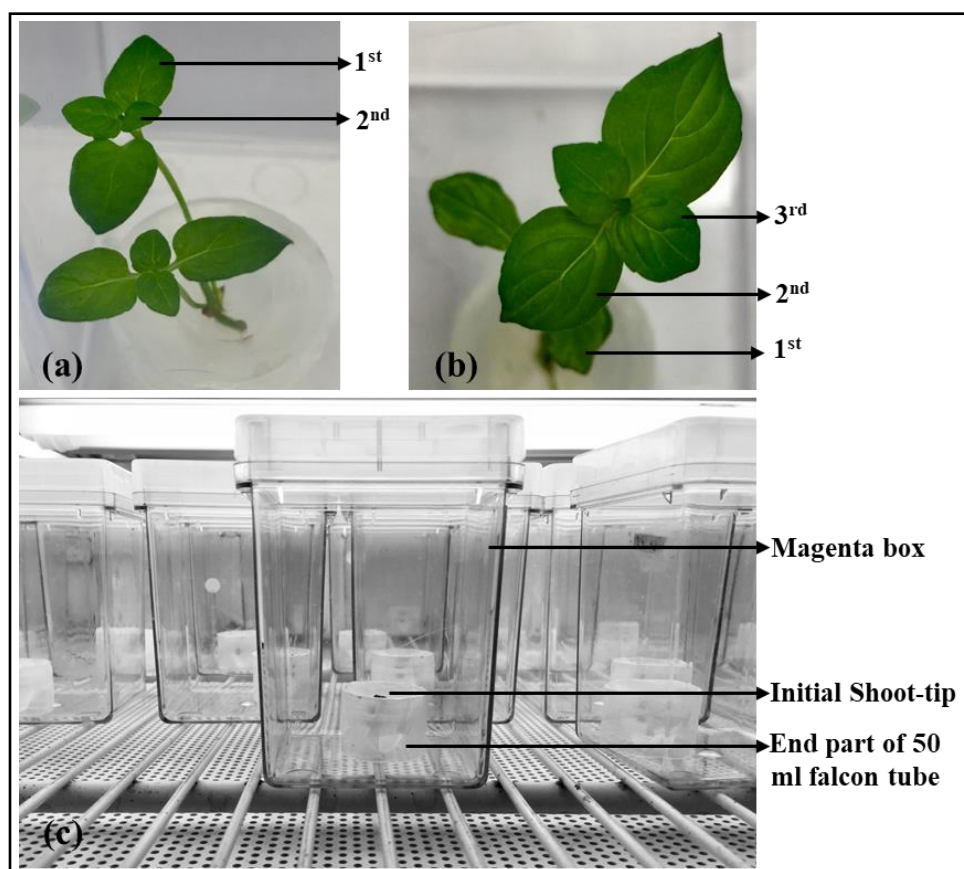 1st
2nd
(a)
3rd
2nd
1st
(b)
Magenta box
Initial Shoot-tip
End part of 50
ml falcon tube
(c)